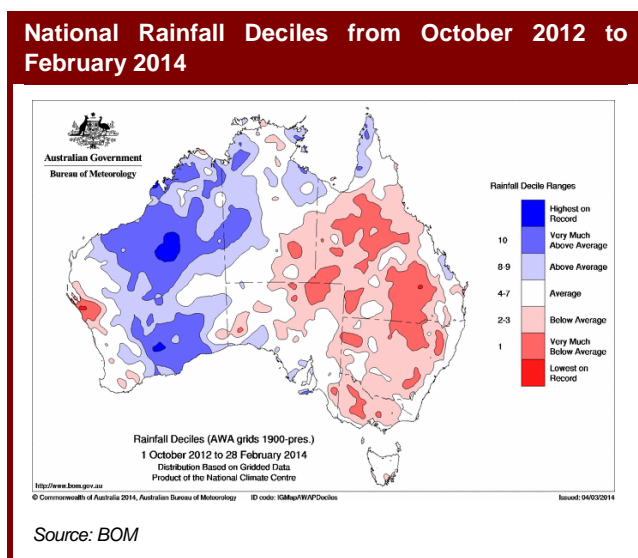 National Rainfall Deciles from October 2012 to
February 2014
Australian Government
Bureau of Meteorology
Rainfall Decile Ranges
Highest on
Record
10 Very Much
Above Average
8-9 Above Average
4-7 Average
2-3 Below Average
1 Very Much
Below Average
Lowest on
Record
Rainfall Deciles (AWA grids 1900-pres.)
1 October 2012 to 28 February 2014
Distribution Based on Gridded Data
Product of the National Climate Centre
http://www.bom.gov.au
© Commonwealth of Australia 2014, Australian Bureau of Meteorology ID code: IGMapAWAPDeciles Issued: 04/03/2014
Source: BOM